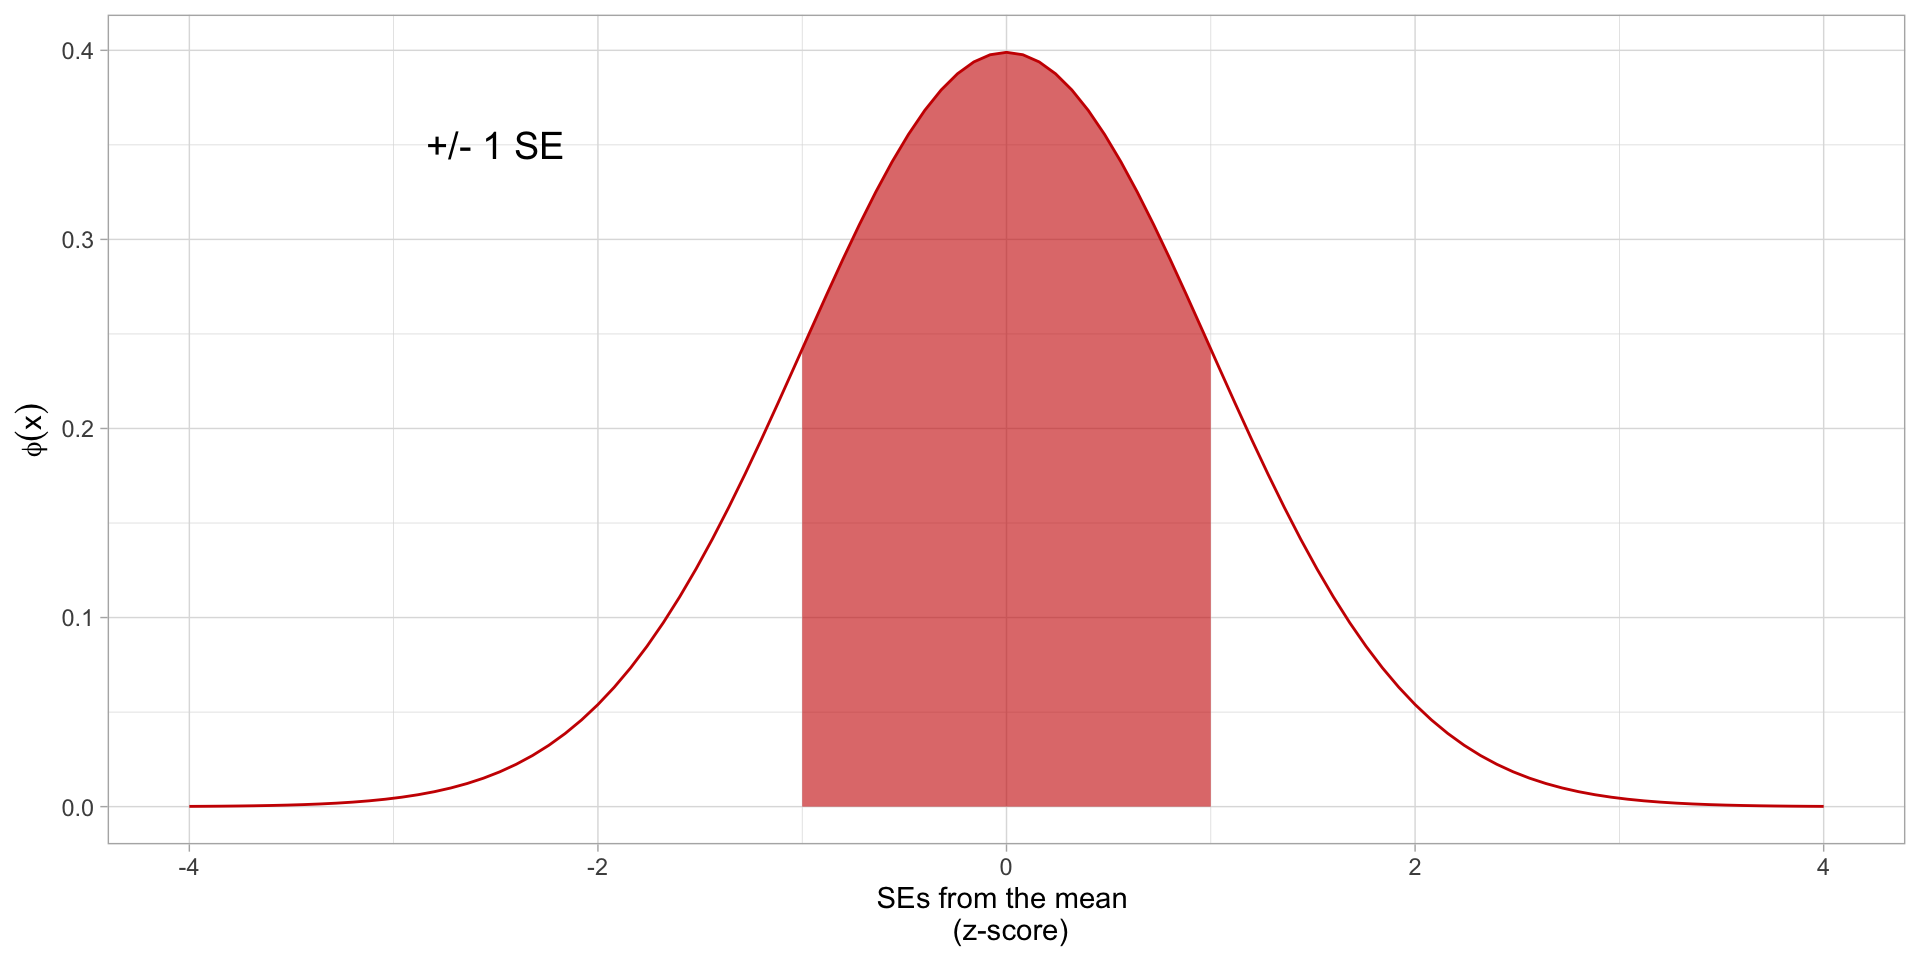 +/- 1 SE
ϕ(x)
0.4
0.3
0.2
0.1
0.0
-4 -2 0 2 4
SEs from the mean
(z-score)